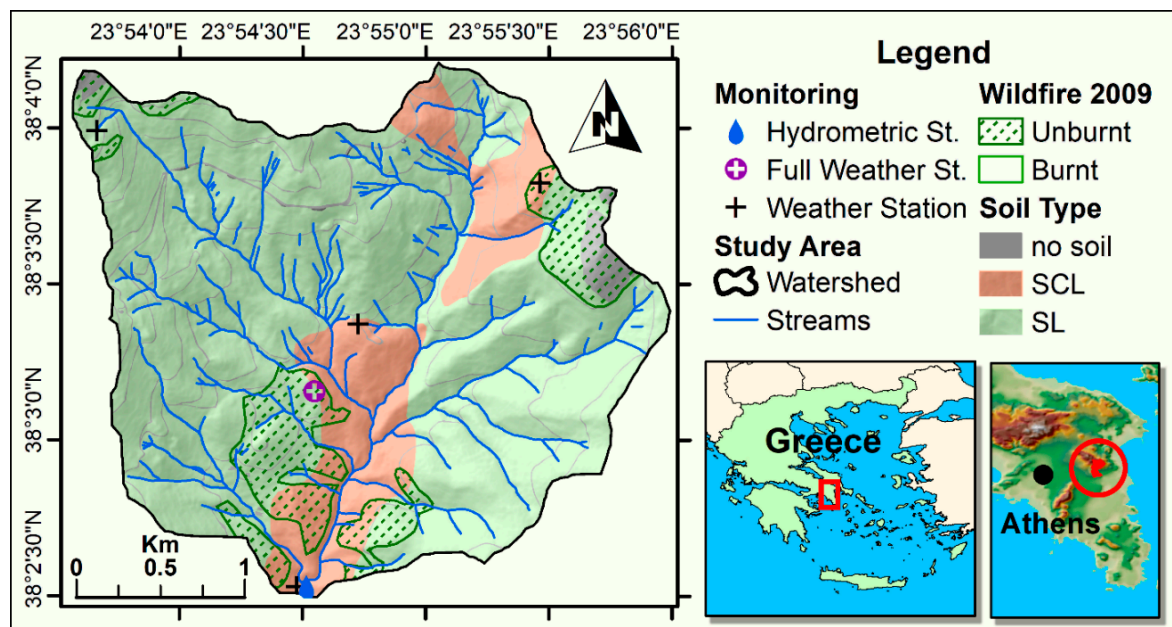 23°54'0"E 23°54'30"E 23°55'0"E 23°55'30"E 23°56'0"E
38°4'0"N
38°3'30"N
38°3'0"N
38°2'30"N
N
Km
0 0.5 1
Legend
Monitoring
Hydrometric St.
Full Weather St.
Weather Station
Study Area
Watershed
Streams
Wildfire 2009
Unburnt
Burnt
Soil Type
no soil
SCL
SL
Greece
Athens